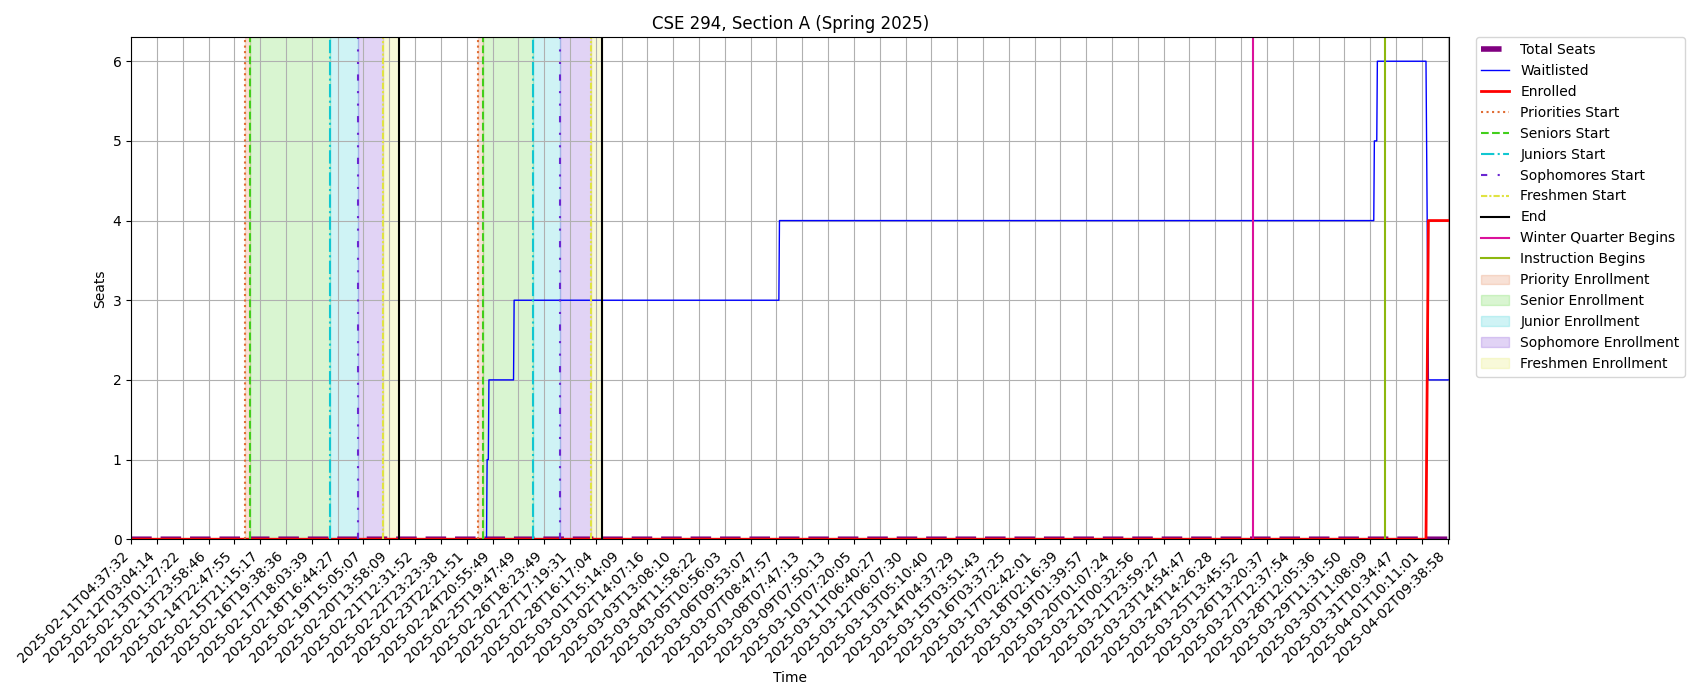 CSE 294, Section A (Spring 2025)
Seats
6
5
4
3
2
1
0
2025-02-11T04:37:32
2025-02-12T03:04:14
2025-02-13T01:27:22
2025-02-13T23:58:46
2025-02-14T22:47:55
2025-02-15T21:15:17
2025-02-16T19:38:36
2025-02-17T18:03:39
2025-02-18T16:44:27
2025-02-19T15:05:07
2025-02-20T13:58:09
2025-02-21T12:31:52
2025-02-22T23:23:38
2025-02-23T22:21:51
2025-02-24T20:55:49
2025-02-25T19:47:49
2025-02-26T18:23:49
2025-02-27T17:19:31
2025-02-28T16:17:04
2025-03-01T15:14:09
2025-03-02T14:07:16
2025-03-03T13:08:10
2025-03-04T11:58:22
2025-03-05T10:56:03
2025-03-06T09:53:07
2025-03-07T08:47:57
2025-03-08T07:47:13
2025-03-09T07:50:13
2025-03-10T07:20:05
2025-03-11T06:40:27
2025-03-12T06:07:30
2025-03-13T05:10:40
2025-03-14T04:37:29
2025-03-15T03:51:43
2025-03-16T03:37:25
2025-03-17T02:42:01
2025-03-18T02:16:39
2025-03-19T01:39:57
2025-03-20T01:07:24
2025-03-21T00:32:56
2025-03-21T23:59:27
2025-03-23T14:54:47
2025-03-24T14:26:28
2025-03-25T13:45:52
2025-03-26T13:20:37
2025-03-27T12:37:54
2025-03-28T12:05:36
2025-03-29T11:31:50
2025-03-30T11:08:09
2025-03-31T10:34:47
2025-04-01T10:11:01
2025-04-02T09:38:58
Time
Total Seats
Waitlisted
Enrolled
Priorities Start
Seniors Start
Juniors Start
Sophomores Start
Freshmen Start
End
Winter Quarter Begins
Instruction Begins
Priority Enrollment
Senior Enrollment
Junior Enrollment
Sophomore Enrollment
Freshmen Enrollment